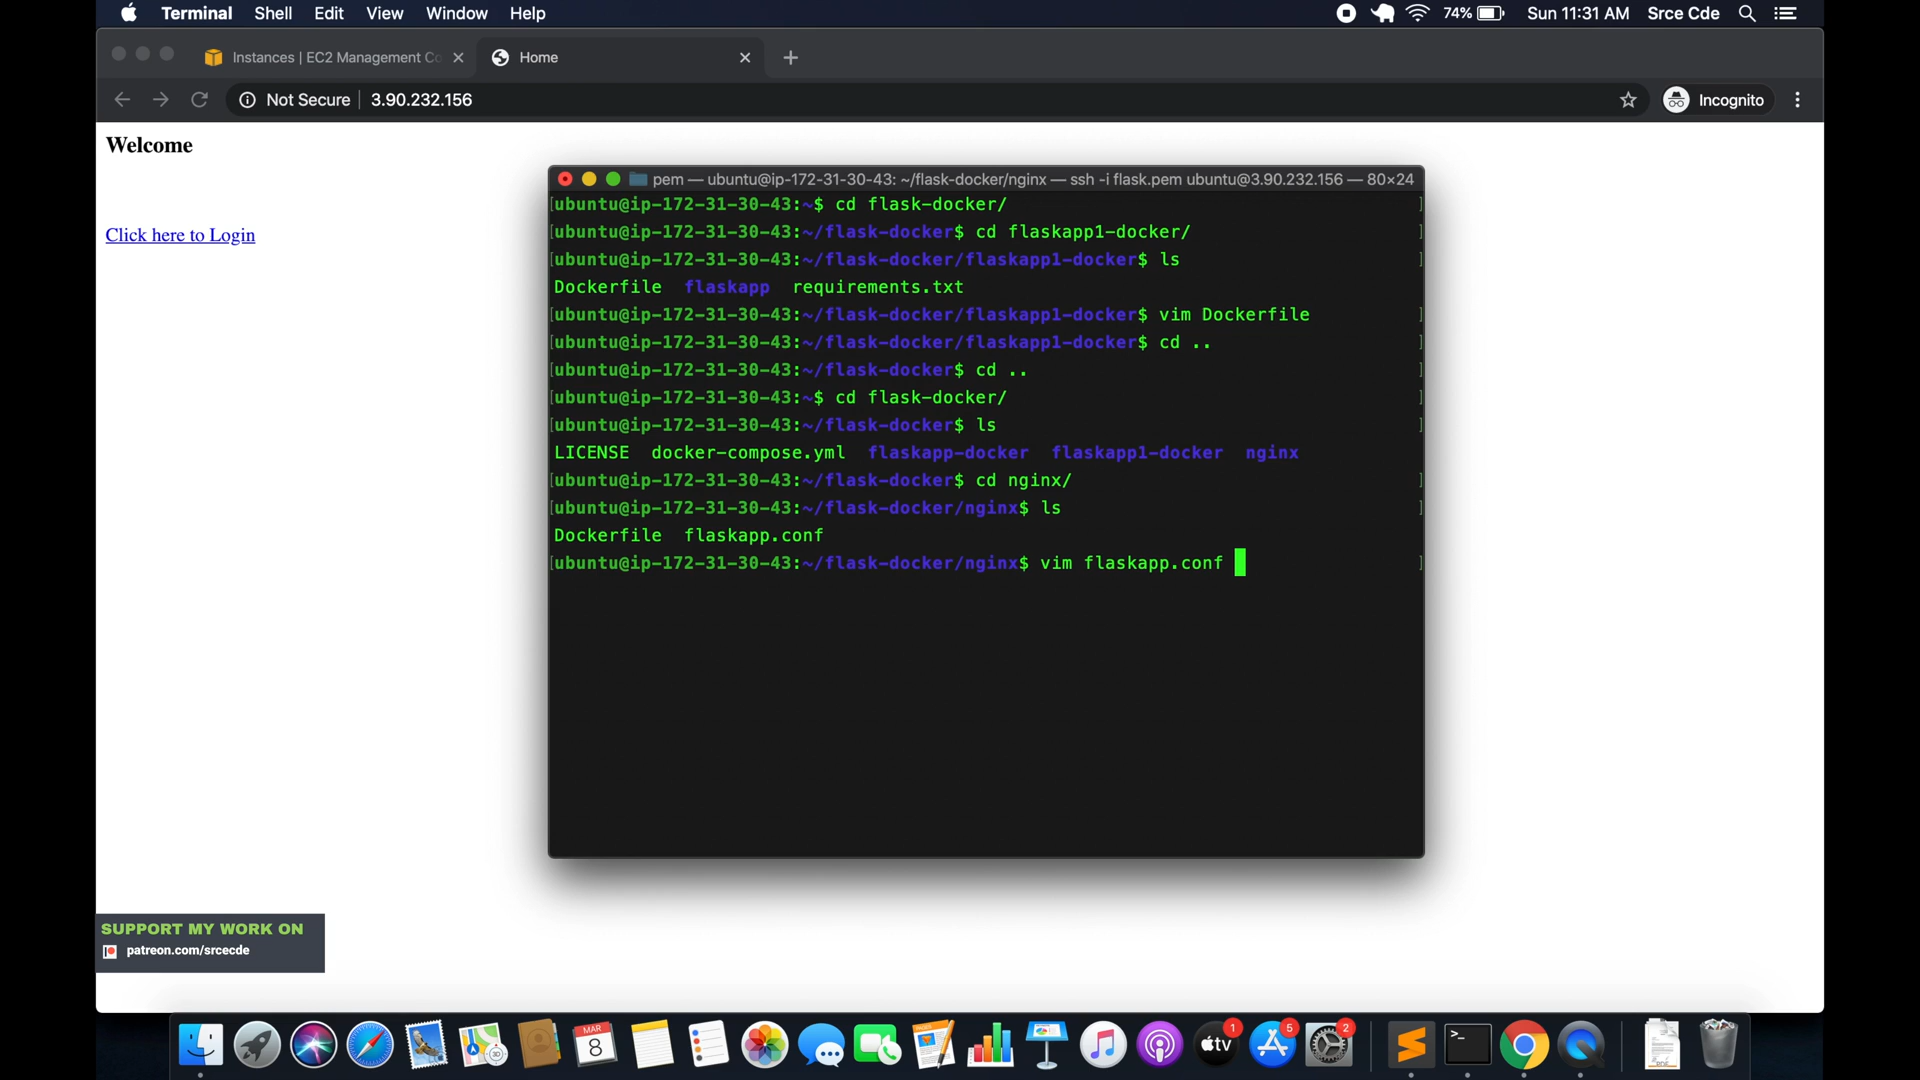 Terminal Shell Edit View Window Help 74% Sun 11:31 AM Srce Cde
Instances | EC2 Management Co Home
Not Secure 3.90.232.156 Incognito
Welcome
Click here to Login
pem — ubuntu@ip-172-31-30-43: ~/flask-docker/nginx — ssh -i flask.pem ubuntu@3.90.232.156 — 80×24
[ubuntu@ip-172-31-30-43:~$ cd flask-docker/ ]
[ubuntu@ip-172-31-30-43:~/flask-docker$ cd flaskapp1-docker/ ]
[ubuntu@ip-172-31-30-43:~/flask-docker/flaskapp1-docker$ ls ]
Dockerfile flaskapp requirements.txt
[ubuntu@ip-172-31-30-43:~/flask-docker/flaskapp1-docker$ vim Dockerfile ]
[ubuntu@ip-172-31-30-43:~/flask-docker/flaskapp1-docker$ cd .. ]
[ubuntu@ip-172-31-30-43:~/flask-docker$ cd .. ]
[ubuntu@ip-172-31-30-43:~$ cd flask-docker/ ]
[ubuntu@ip-172-31-30-43:~/flask-docker$ ls ]
LICENSE docker-compose.yml flaskapp-docker flaskapp1-docker nginx
[ubuntu@ip-172-31-30-43:~/flask-docker$ cd nginx/ ]
[ubuntu@ip-172-31-30-43:~/flask-docker/nginx$ ls ]
Dockerfile flaskapp.conf
[ubuntu@ip-172-31-30-43:~/flask-docker/nginx$ vim flaskapp.conf ]
SUPPORT MY WORK ON
patreon.com/srcecde
MAR
8
3D
PAGES
tv
1
5
2
>_